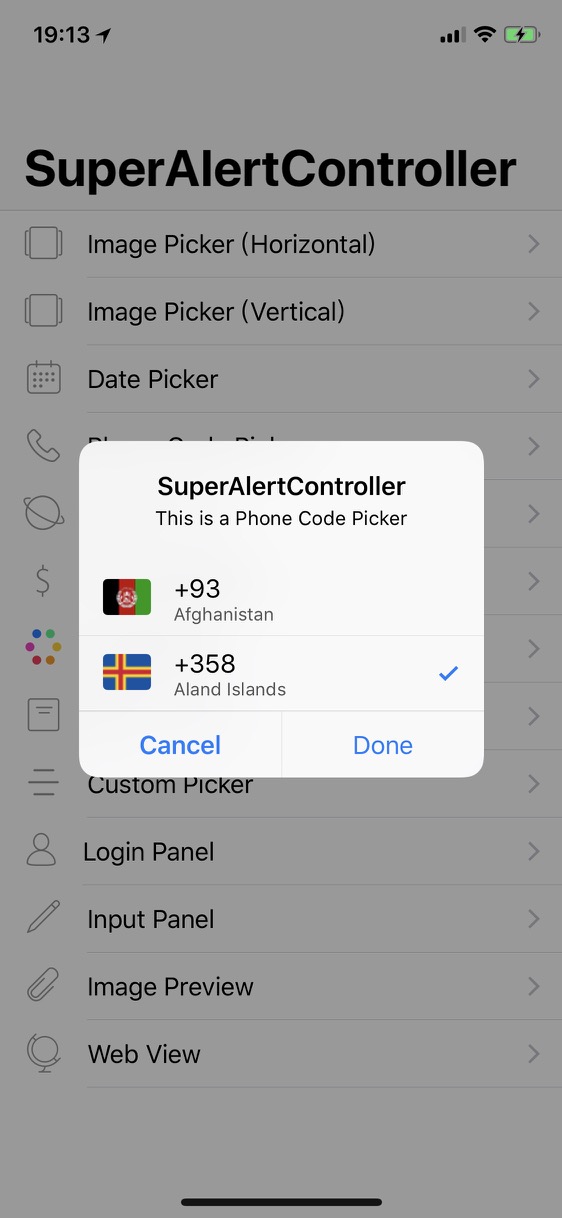 19:13
SuperAlertController
Image Picker (Horizontal)
Image Picker (Vertical)
Date Picker
SuperAlertController
This is a Phone Code Picker
+93
Afghanistan
+358
Aland Islands
Cancel
Done
Custom Picker
Login Panel
Input Panel
Image Preview
Web View